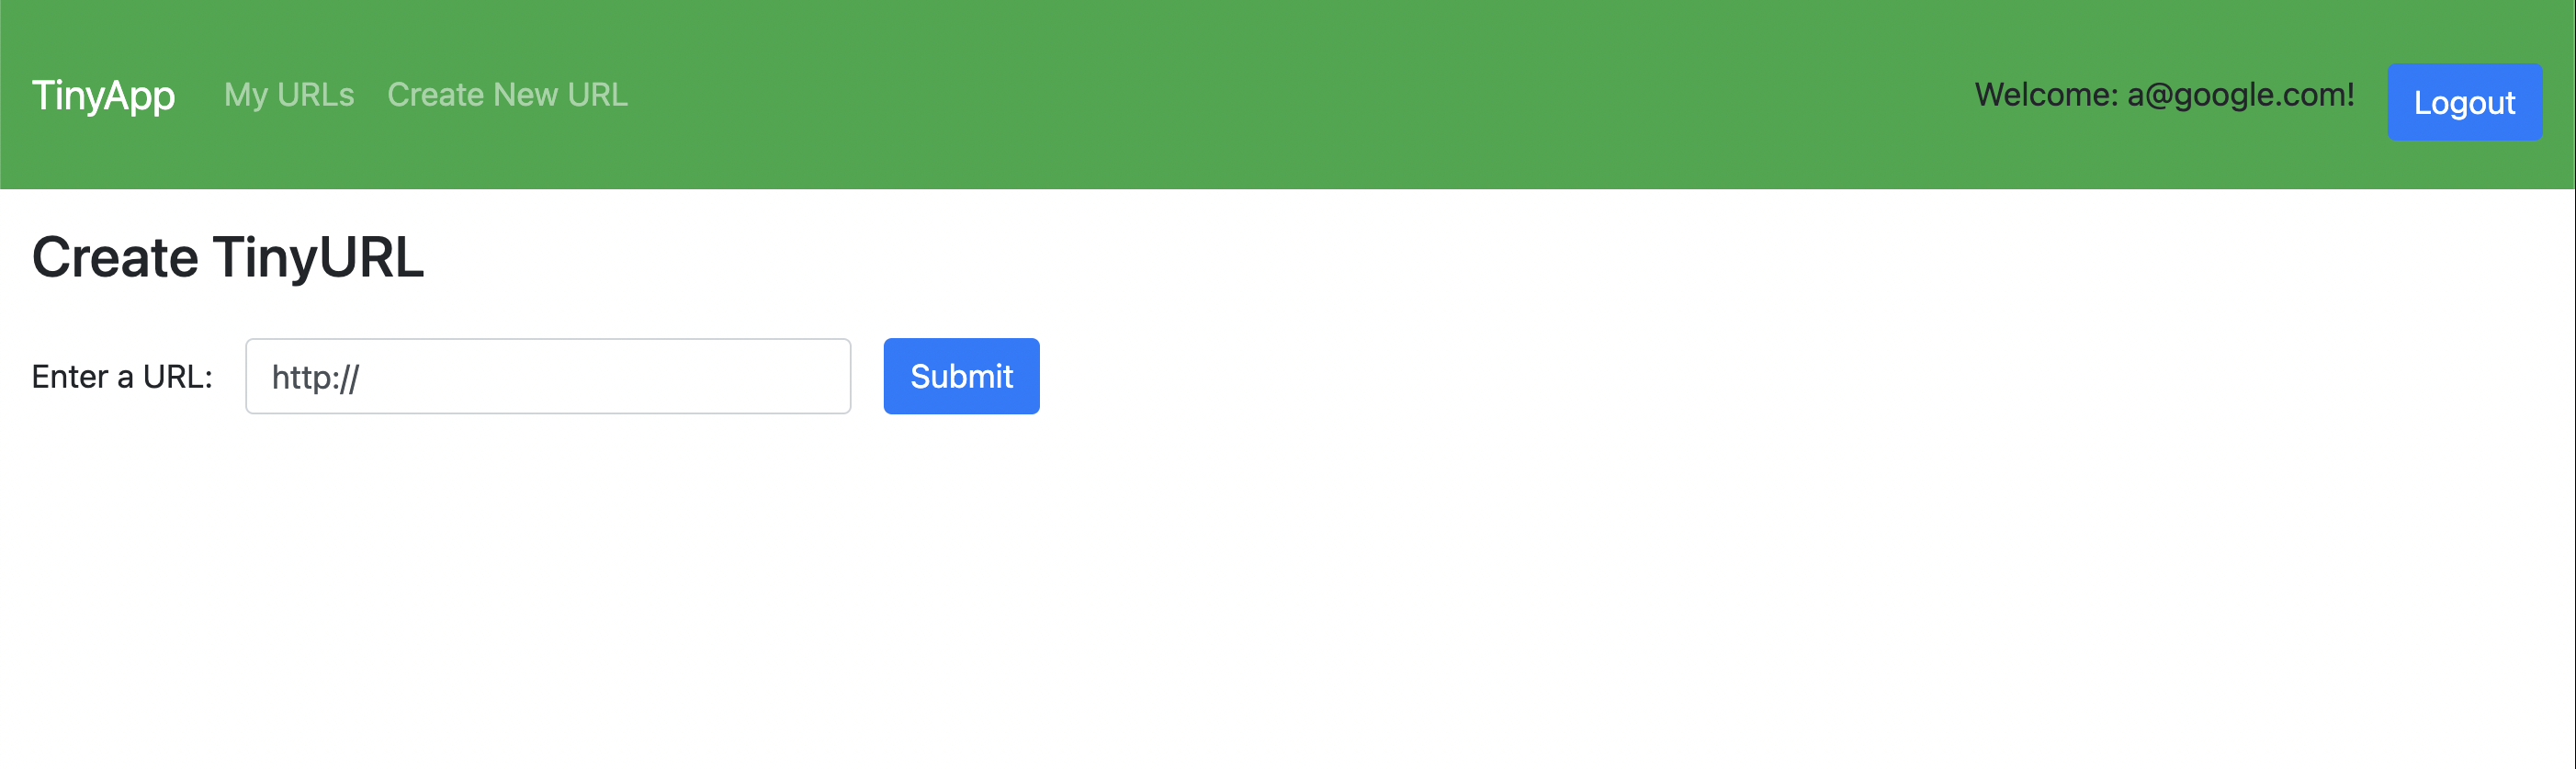 TinyApp My URLs Create New URL Welcome: a@google.com! Logout
Create TinyURL
Enter a URL: http:// Submit